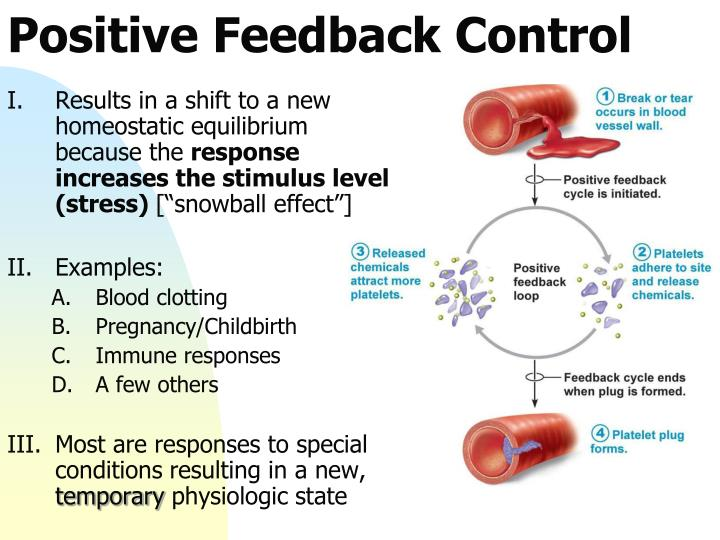 Positive Feedback Control
I. Results in a shift to a new
homeostatic equilibrium
because the response
increases the stimulus level
(stress) [“snowball effect”]
II. Examples:
A. Blood clotting
B. Pregnancy/Childbirth
C. Immune responses
D. A few others
III. Most are responses to special
conditions resulting in a new,
temporary physiologic state
1 Break or tear
occurs in blood
vessel wall.
Positive feedback
cycle is initiated.
3 Released
chemicals
attract more
platelets.
Positive
feedback
loop
2 Platelets
adhere to site
and release
chemicals.
Feedback cycle ends
when plug is formed.
4 Platelet plug
forms.